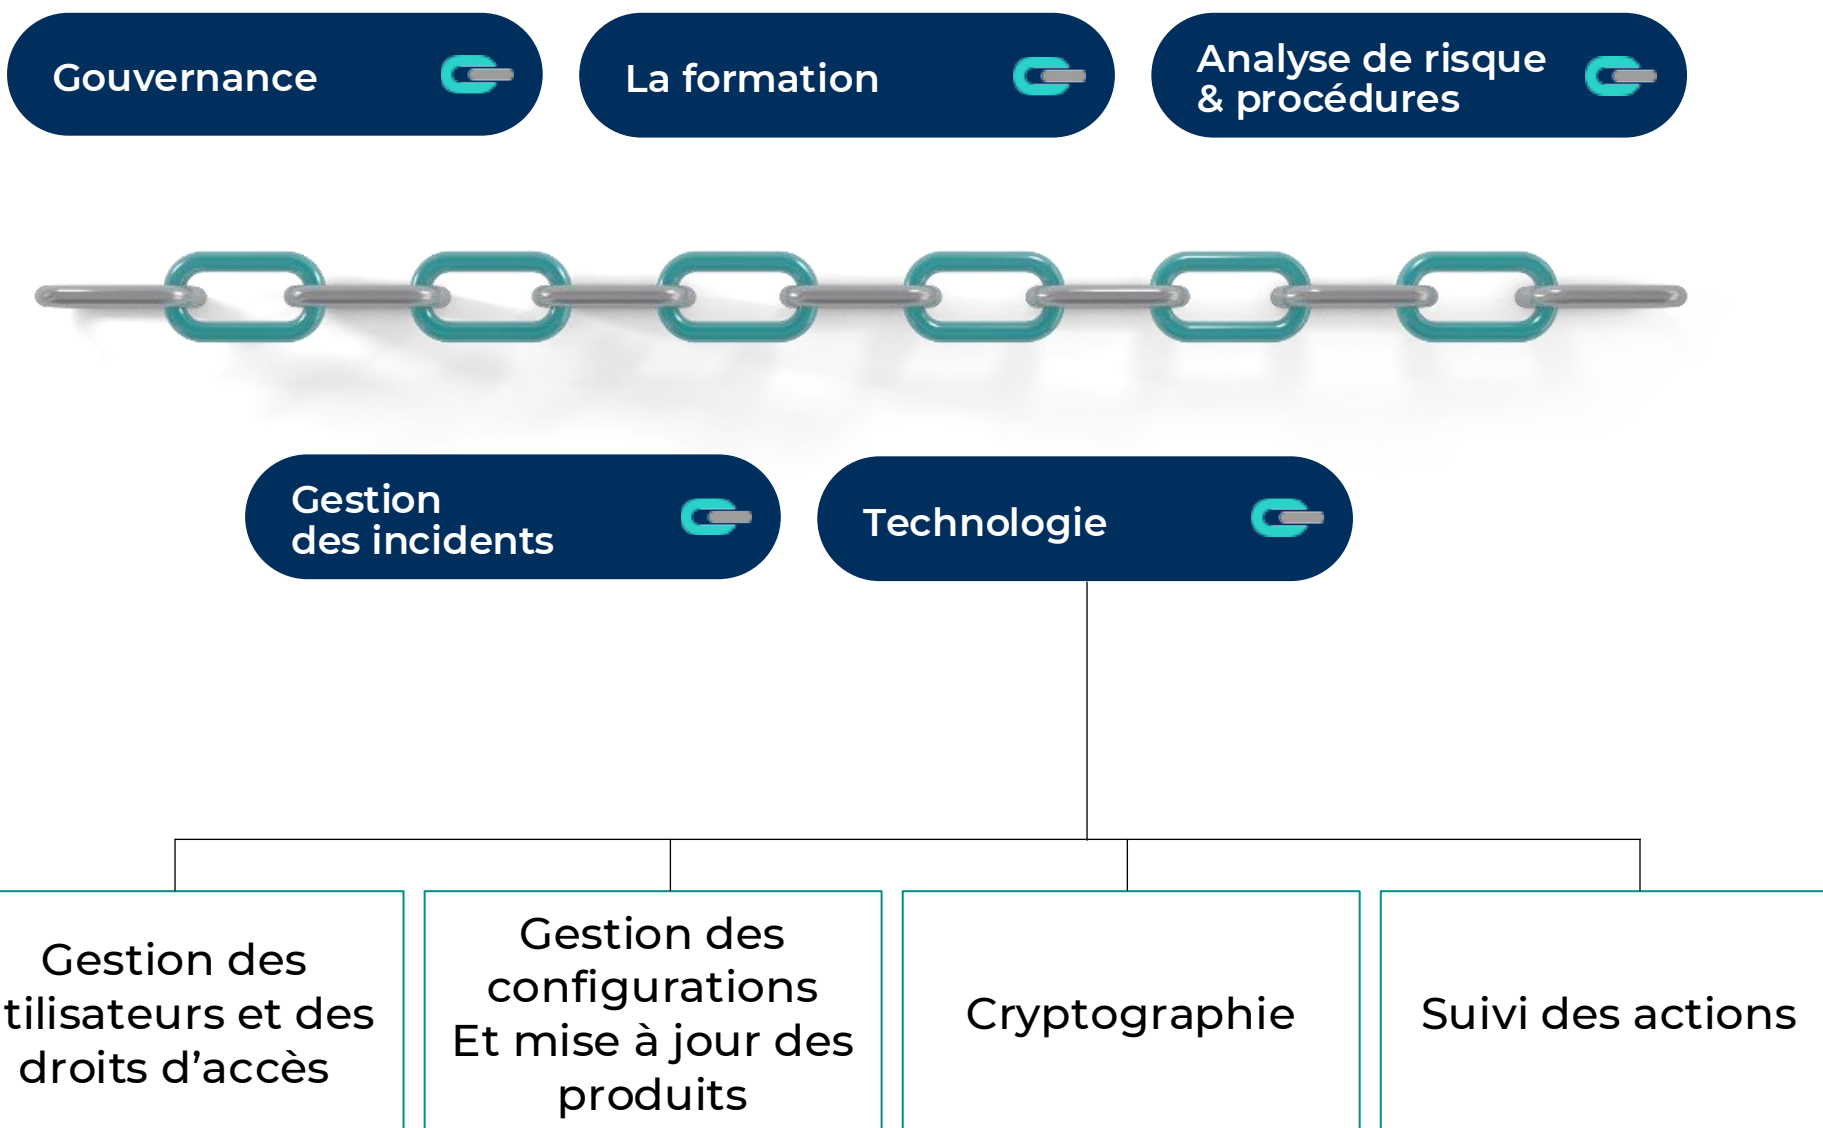 Gouvernance
La formation
Analyse de risque
& procédures
Gestion
des incidents
Technologie
Gestion des
tilisateurs et des
droits d’accès
Gestion des
configurations
Et mise à jour des
produits
Cryptographie
Suivi des actions